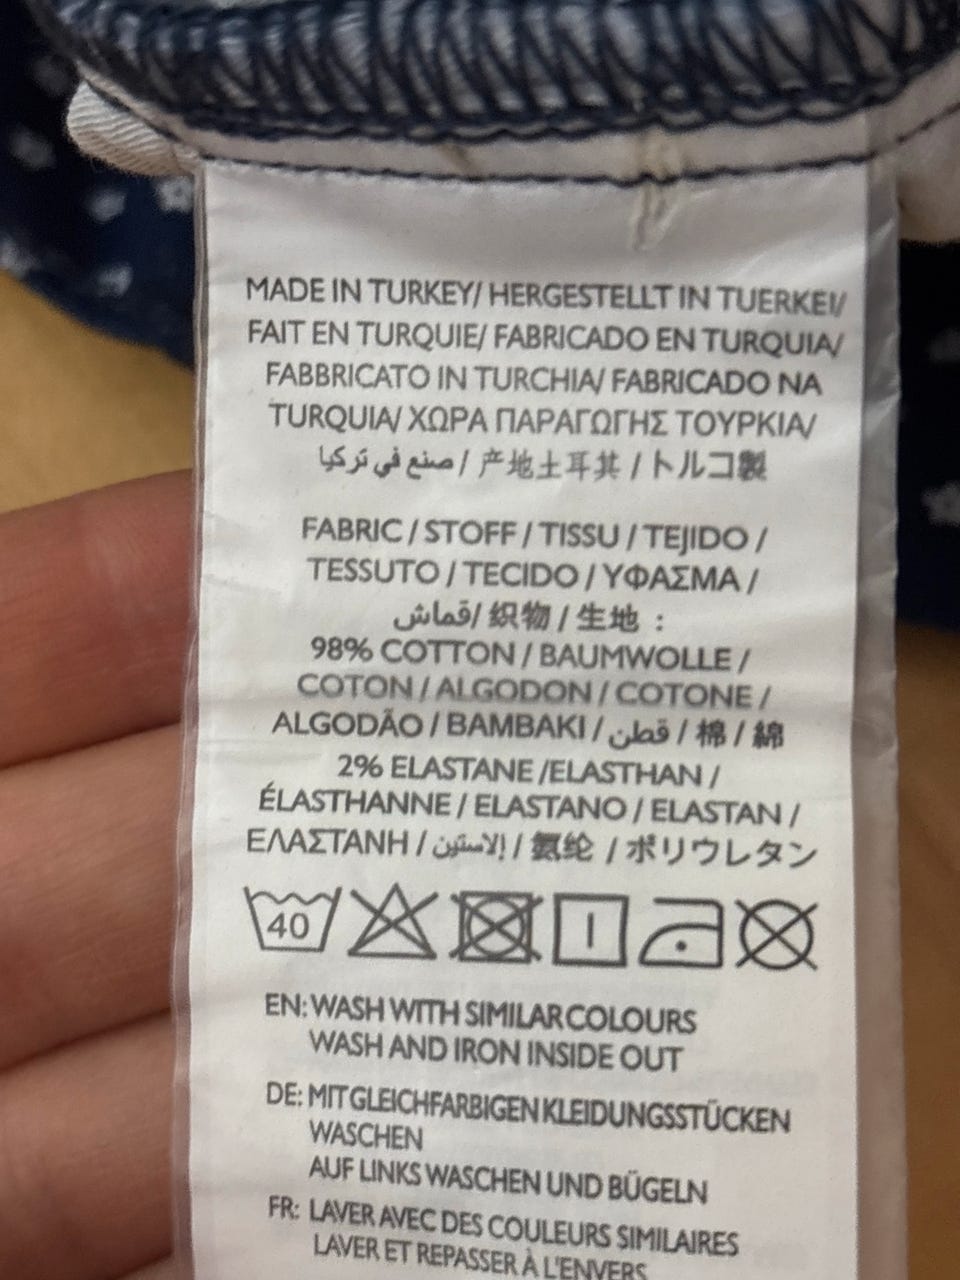 MADE IN TURKEY/ HERGESTELLT IN TUERKEI/
FAIT EN TURQUIE/ FABRICADO EN TURQUIA/
FABBRICATO IN TURCHIA/ FABRICADO NA
TURQUIA/ ΧΩΡΑ ΠΑΡΑΓΩΓΗΣ ΤΟΥΡΚΙΑ/
صنع في تركيا / 产地土耳其 / トルコ製
FABRIC / STOFF / TISSU / TEJIDO /
TESSUTO / TECIDO / ΥΦΑΣΜΑ /
قماش/ 织物 / 生地 :
98% COTTON / BAUMWOLLE /
COTON / ALGODON / COTONE /
ALGODÃO / BAMBAKI / قطن / 棉 / 綿
2% ELASTANE /ELASTHAN /
ÉLASTHANNE / ELASTANO / ELASTAN /
ΕΛΑΣΤΑΝΗ / الاستين / 氨纶 / ポリウレタン
40
EN: WASH WITH SIMILAR COLOURS
WASH AND IRON INSIDE OUT
DE: MIT GLEICHFARBIGEN KLEIDUNGSSTÜCKEN
WASCHEN
AUF LINKS WASCHEN UND BÜGELN
FR: LAVER AVEC DES COULEURS SIMILAIRES
LAVER ET REPASSER À L'ENVERS